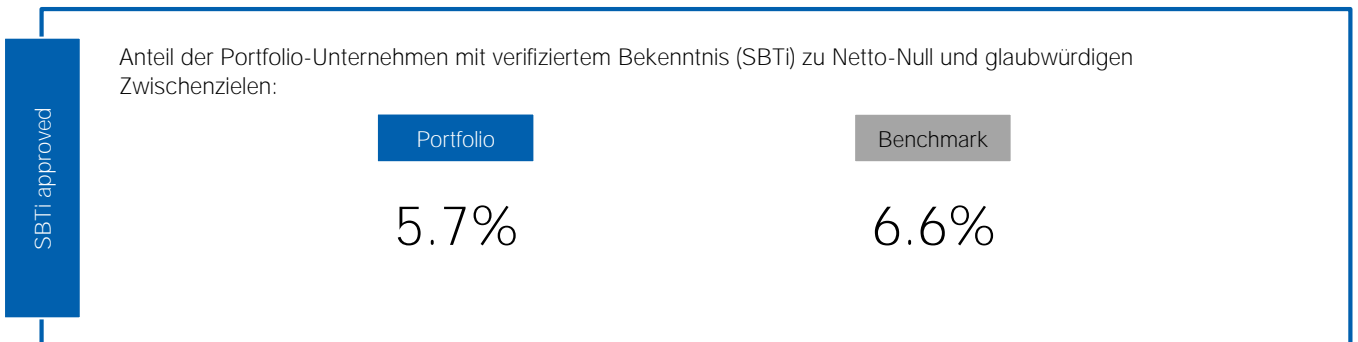 Anteil der Portfolio-Unternehmen mit verifiziertem Bekenntnis (SBTi) zu Netto-Null und glaubwürdigen
Zwischenzielen:
SBTi approved
Portfolio
Benchmark
5.7%
6.6%